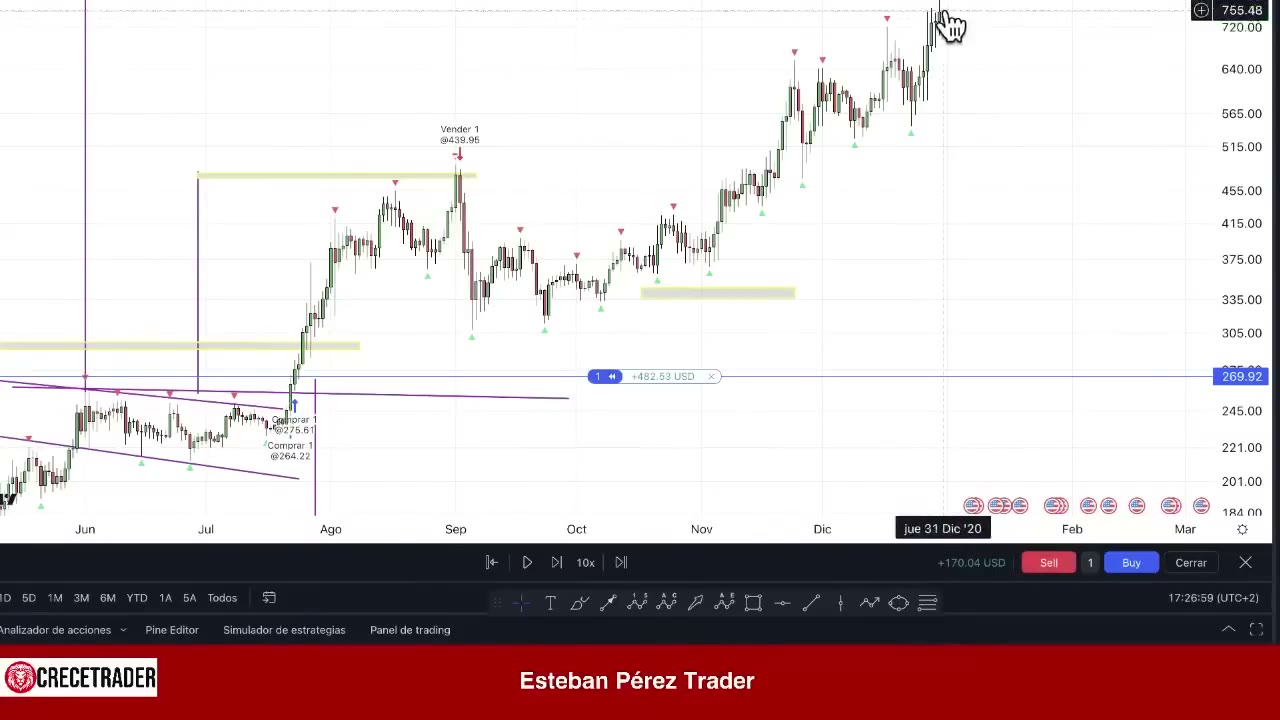 755.48
720.00
640.00
565.00
515.00
455.00
415.00
375.00
335.00
305.00
269.92
245.00
221.00
201.00
184.00
Vender 1
@439.95
1 +482.53 USD
Comprar 1
@275.61
Comprar 1
@264.22
Jun Jul Ago Sep Oct Nov Dic jue 31 Dic '20 Feb Mar
10x +170.04 USD Sell 1 Buy Cerrar
1D 5D 1M 3M 6M YTD 1A 5A Todos 17:26:59 (UTC+2)
Analizador de acciones Pine Editor Simulador de estrategias Panel de trading
CRECETRADER
Esteban Pérez Trader